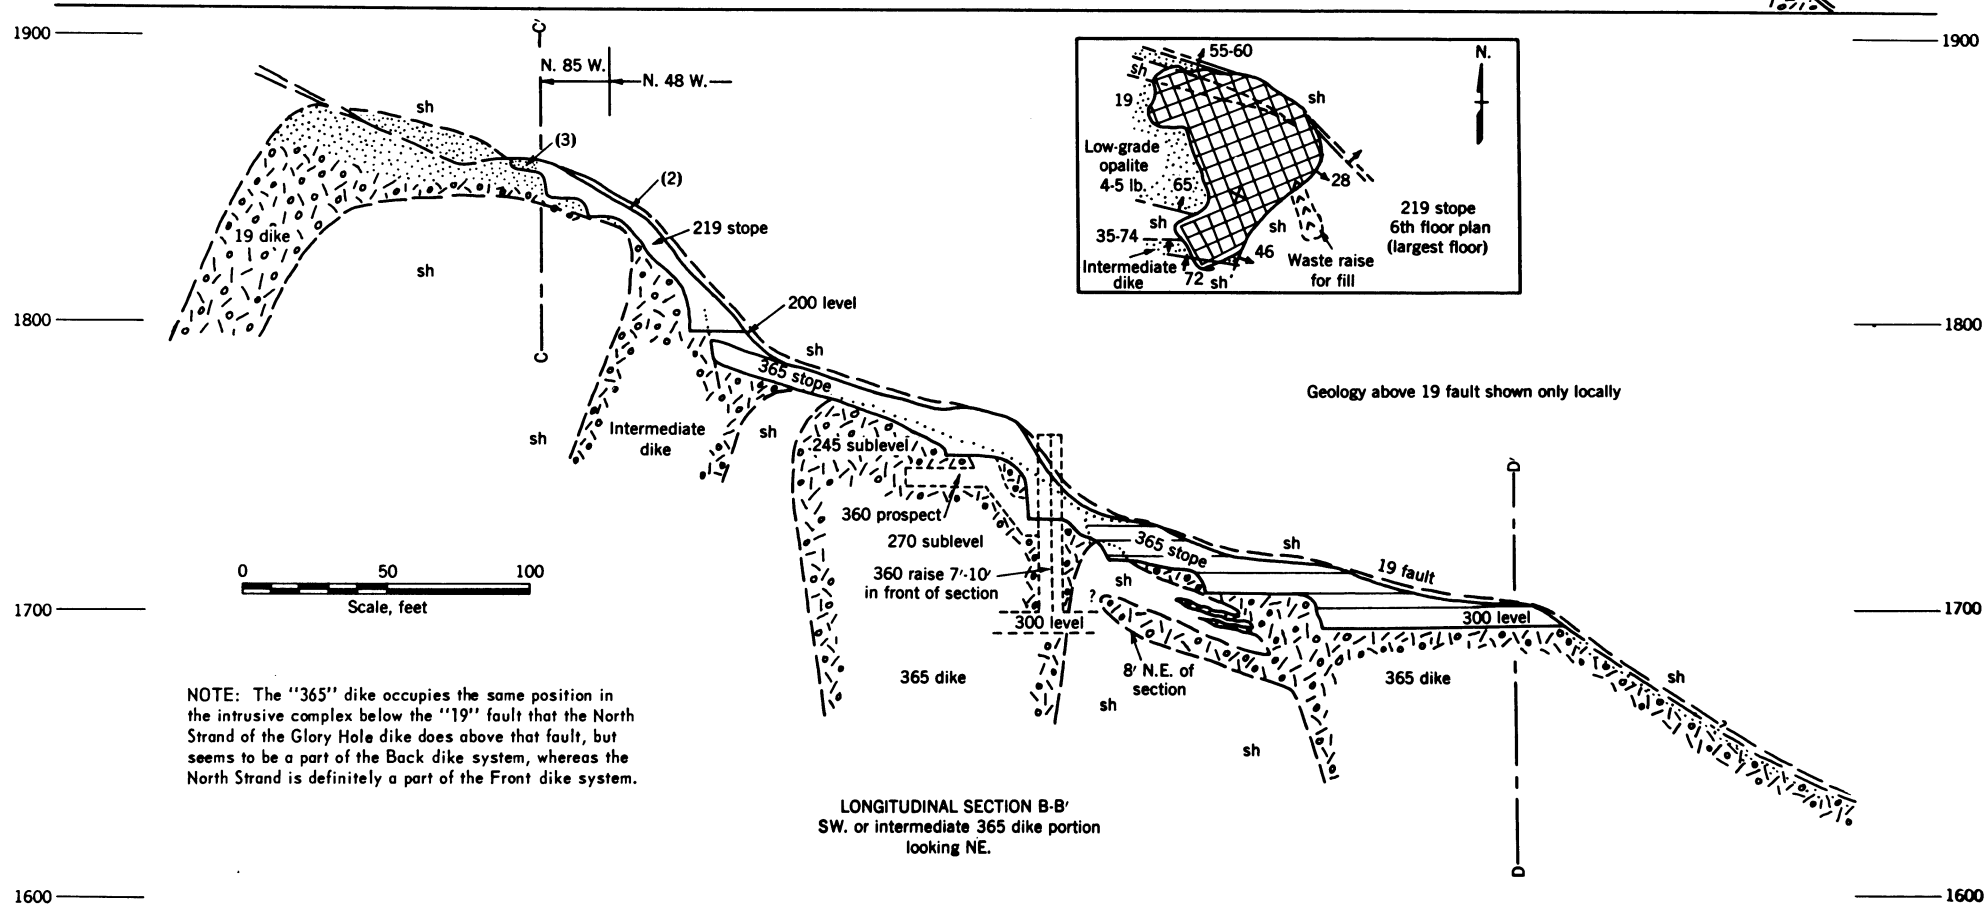 1900
1900
C'
N. 85 W.
N. 48 W.
sh
(3)
(2)
219 stope
19 dike
sh
200 level
C
1800
1800
55-60
N.
sh
sh
19
Low-grade
opalite
4-5 lb.
65
28
sh
sh
35-74
46
Intermediate
dike
72
sh
Waste raise
for fill
219 stope
6th floor plan
(largest floor)
sh
365 stope
Geology above 19 fault shown only locally
Intermediate
dike
sh
sh
245 sublevel
D'
360 prospect
270 sublevel
365 stope
sh
19 fault
360 raise 7'-10'
in front of section
sh
?
300 level
300 level
0 50 100
Scale, feet
1700
1700
365 dike
8' N.E. of
section
365 dike
sh
sh
sh
?
NOTE: The "365" dike occupies the same position in
the intrusive complex below the "19" fault that the North
Strand of the Glory Hole dike does above that fault, but
seems to be a part of the Back dike system, whereas the
North Strand is definitely a part of the Front dike system.
LONGITUDINAL SECTION B-B'
SW. or intermediate 365 dike portion
looking NE.
D
1600
1600